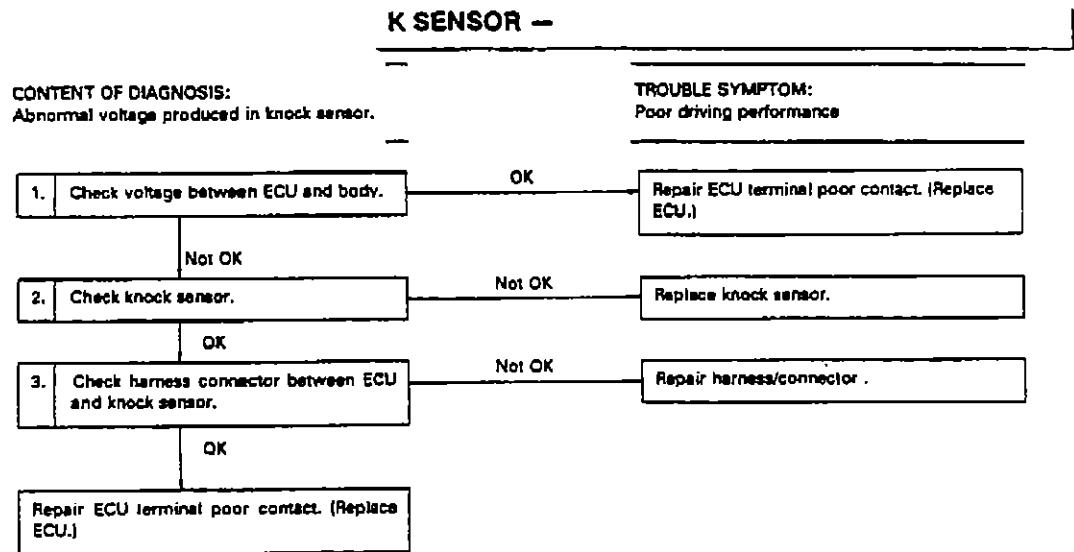 K SENSOR —
CONTENT OF DIAGNOSIS:
Abnormal voltage produced in knock sensor.
TROUBLE SYMPTOM:
Poor driving performance
1. Check voltage between ECU and body.
OK
Repair ECU terminal poor contact. (Replace
ECU.)
Not OK
2. Check knock sensor.
Not OK
Replace knock sensor.
OK
3. Check harness connector between ECU
and knock sensor.
Not OK
Repair harness/connector .
OK
Repair ECU terminal poor contact. (Replace
ECU.)